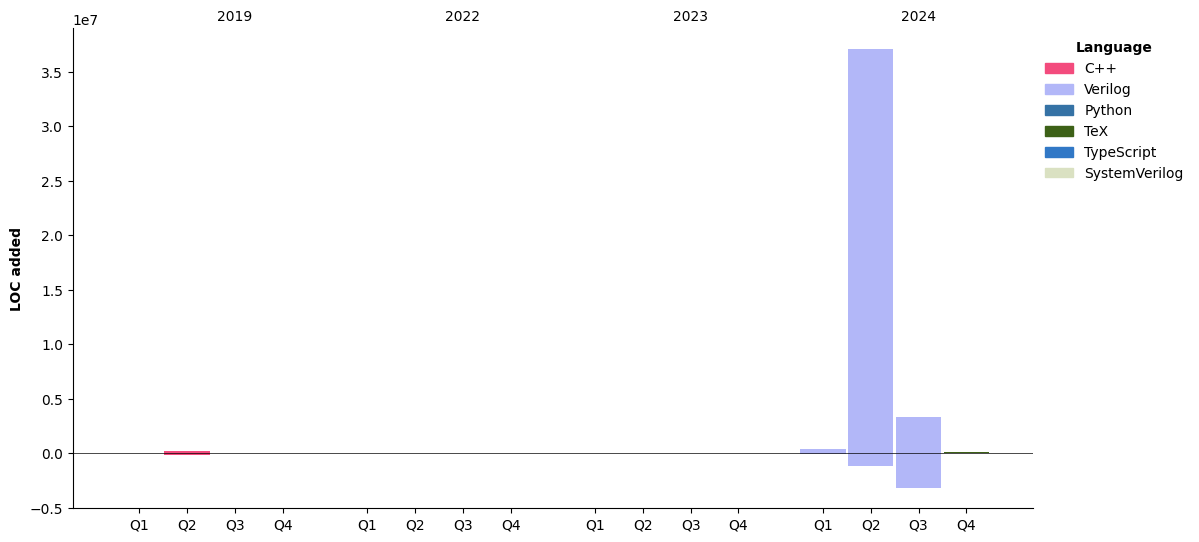 1e7
2019 2022 2023 2024
Language
C++
Verilog
Python
TeX
TypeScript
SystemVerilog
LOC added
3.5
3.0
2.5
2.0
1.5
1.0
0.5
0.0
−0.5
Q1 Q2 Q3 Q4 Q1 Q2 Q3 Q4 Q1 Q2 Q3 Q4 Q1 Q2 Q3 Q4